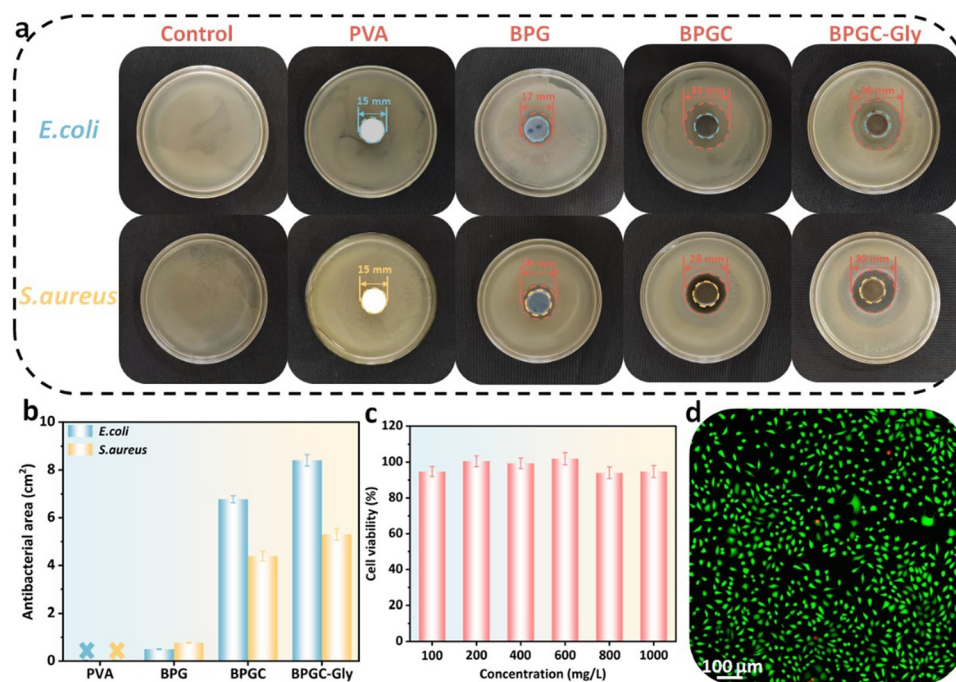 a
Control PVA BPG BPGC BPGC-Gly
E.coli
15 mm 17 mm
S.aureus
15 mm 28 mm 30 mm
b
10
8
6
4
2
0
Antibacterial area (cm²)
E.coli
S.aureus
PVA BPG BPGC BPGC-Gly
c
120
100
80
60
40
20
0
Cell viability (%)
100 200 400 600 800 1000
Concentration (mg/L)
d
100 μm